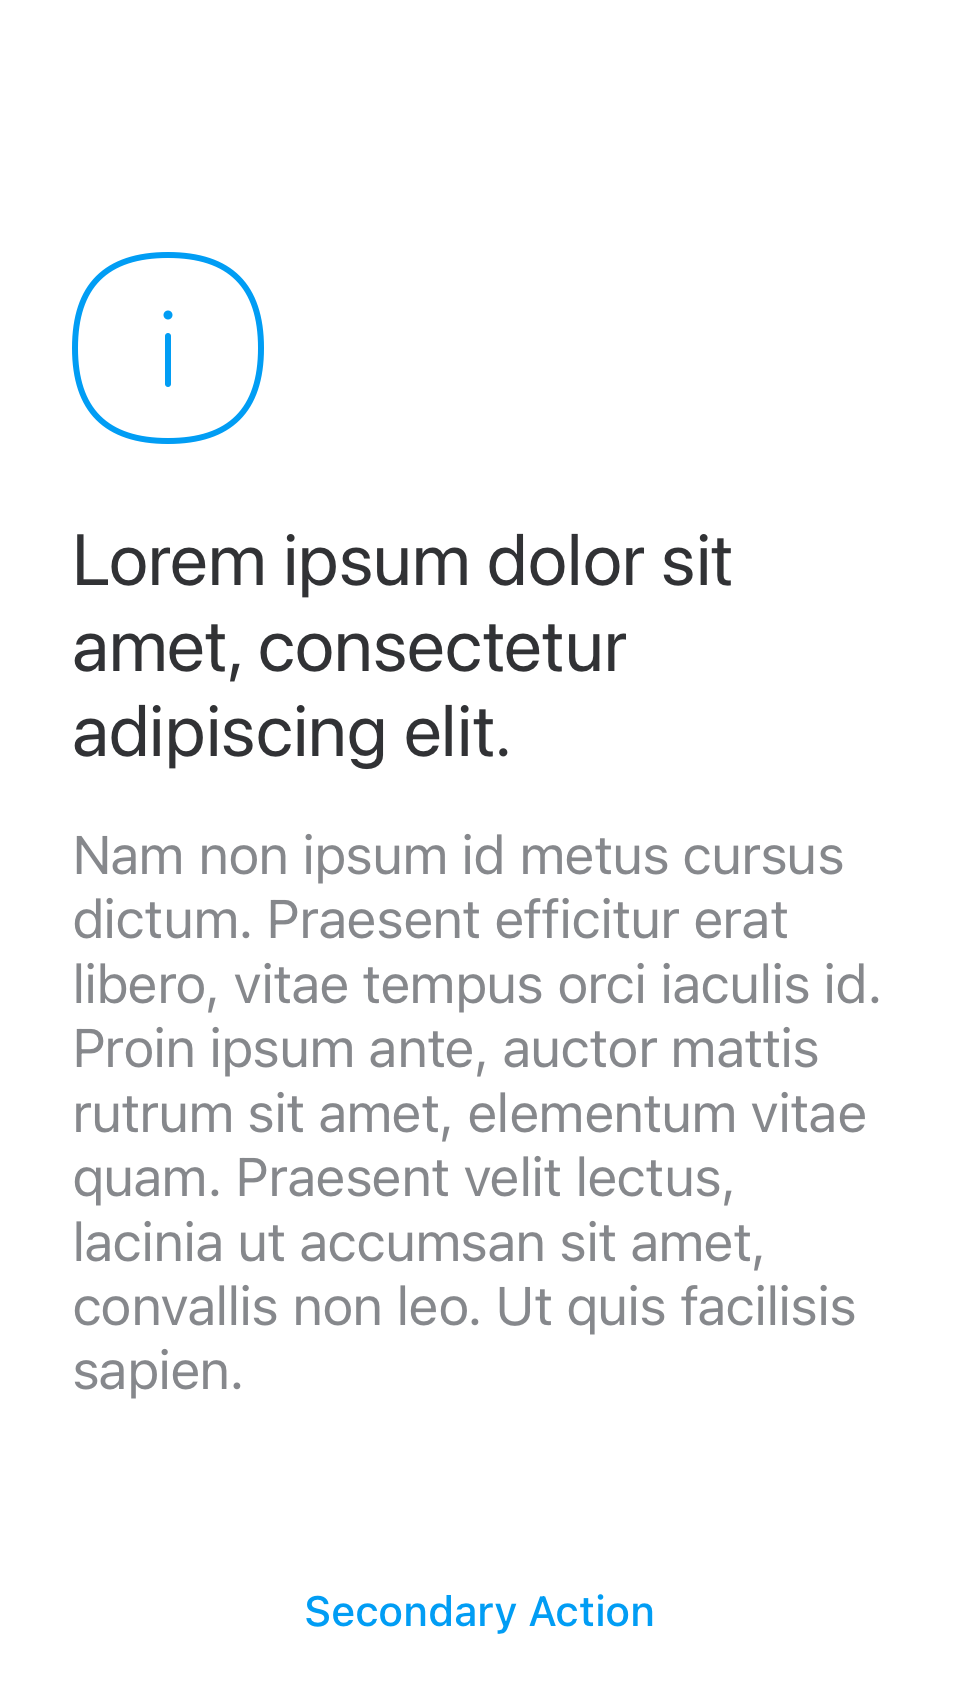 Lorem ipsum dolor sit
amet, consectetur
adipiscing elit.
Nam non ipsum id metus cursus
dictum. Praesent efficitur erat
libero, vitae tempus orci iaculis id.
Proin ipsum ante, auctor mattis
rutrum sit amet, elementum vitae
quam. Praesent velit lectus,
lacinia ut accumsan sit amet,
convallis non leo. Ut quis facilisis
sapien.
Secondary Action